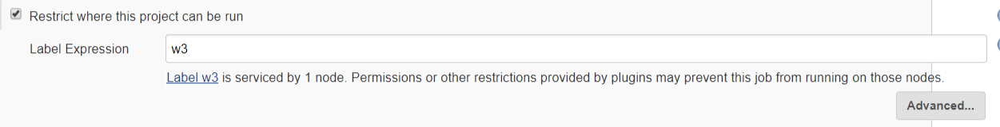 Restrict where this project can be run
Label Expression
w3
Label w3 is serviced by 1 node. Permissions or other restrictions provided by plugins may prevent this job from running on those nodes.
Advanced...